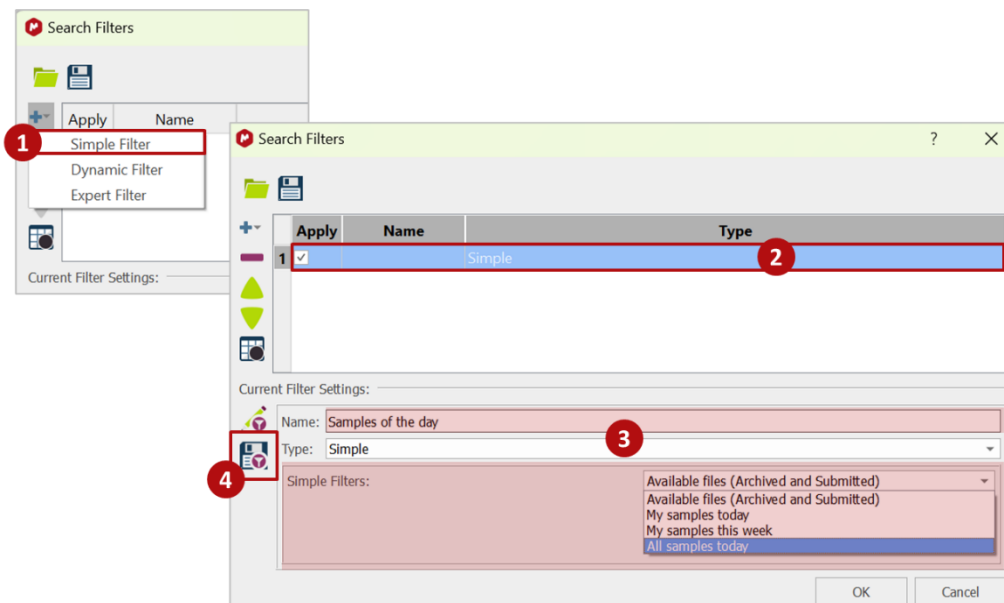 Search Filters
Apply Name
1
Simple Filter
Dynamic Filter
Expert Filter
Current Filter Settings:
Search Filters ? X
Apply Name Type
1 Simple
2
Current Filter Settings:
Name: Samples of the day
3
Type: Simple
4
Simple Filters: Available files (Archived and Submitted)
Available files (Archived and Submitted)
My samples today
My samples this week
All samples today
OK Cancel